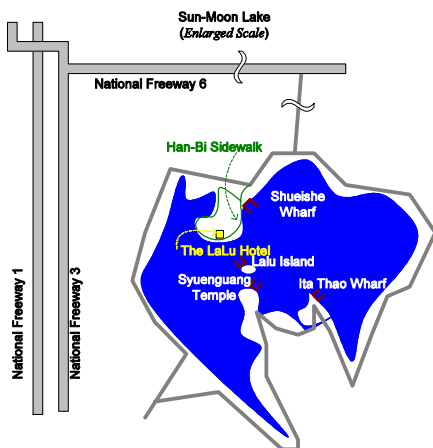 Sun-Moon Lake
(Enlarged Scale)
National Freeway 6
Han-Bi Sidewalk
Shueishe
Wharf
The LaLu Hotel
Lalu Island
Syuenguang
Temple
Ita Thao Wharf
National Freeway 1
National Freeway 3